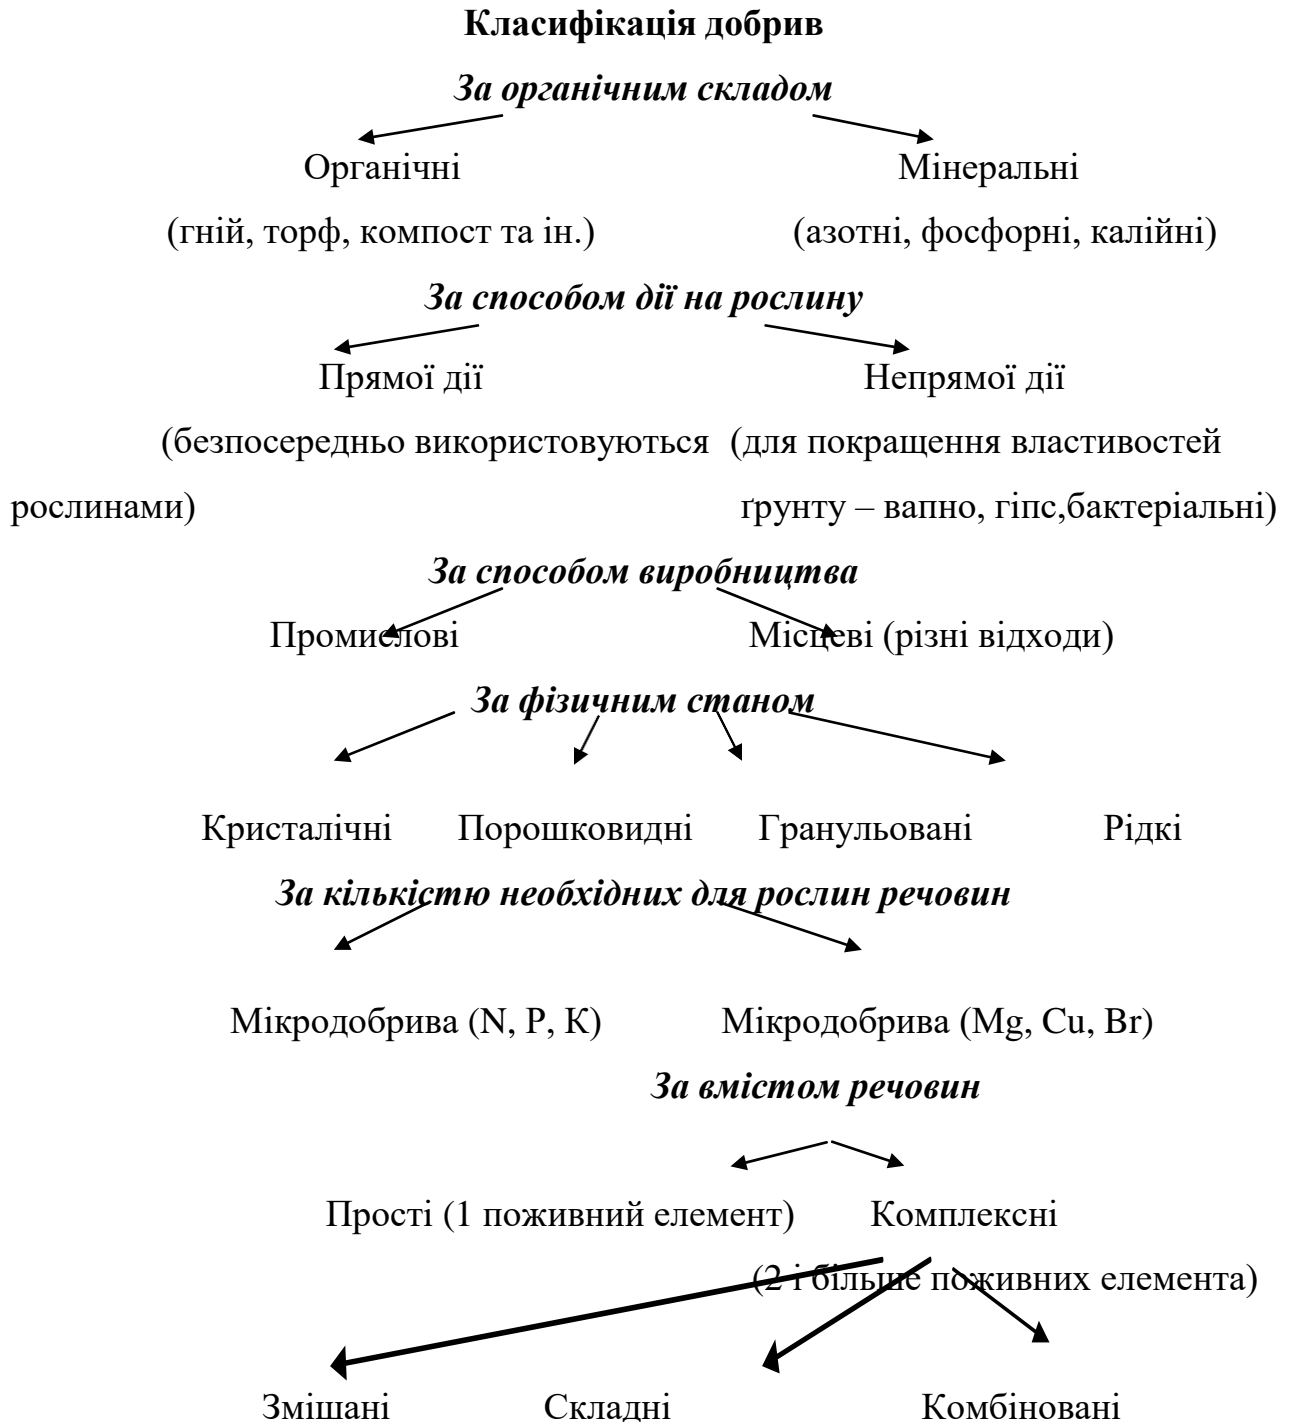 Класифікація добрив
За органічним складом
Органічні Мінеральні
(гній, торф, компост та ін.) (азотні, фосфорні, калійні)
За способом дії на рослину
Прямої дії Непрямої дії
(безпосередньо використовуються (для покращення властивостей
рослинами) ґрунту – вапно, гіпс,бактеріальні)
За способом виробництва
Промислові Місцеві (різні відходи)
За фізичним станом
Кристалічні Порошковидні Гранульовані Рідкі
За кількістю необхідних для рослин речовин
Мікродобрива (N, P, К) Мікродобрива (Mg, Cu, Br)
За вмістом речовин
Прості (1 поживний елемент) Комплексні
(2 і більше поживних елемента)
Змішані Складні Комбіновані